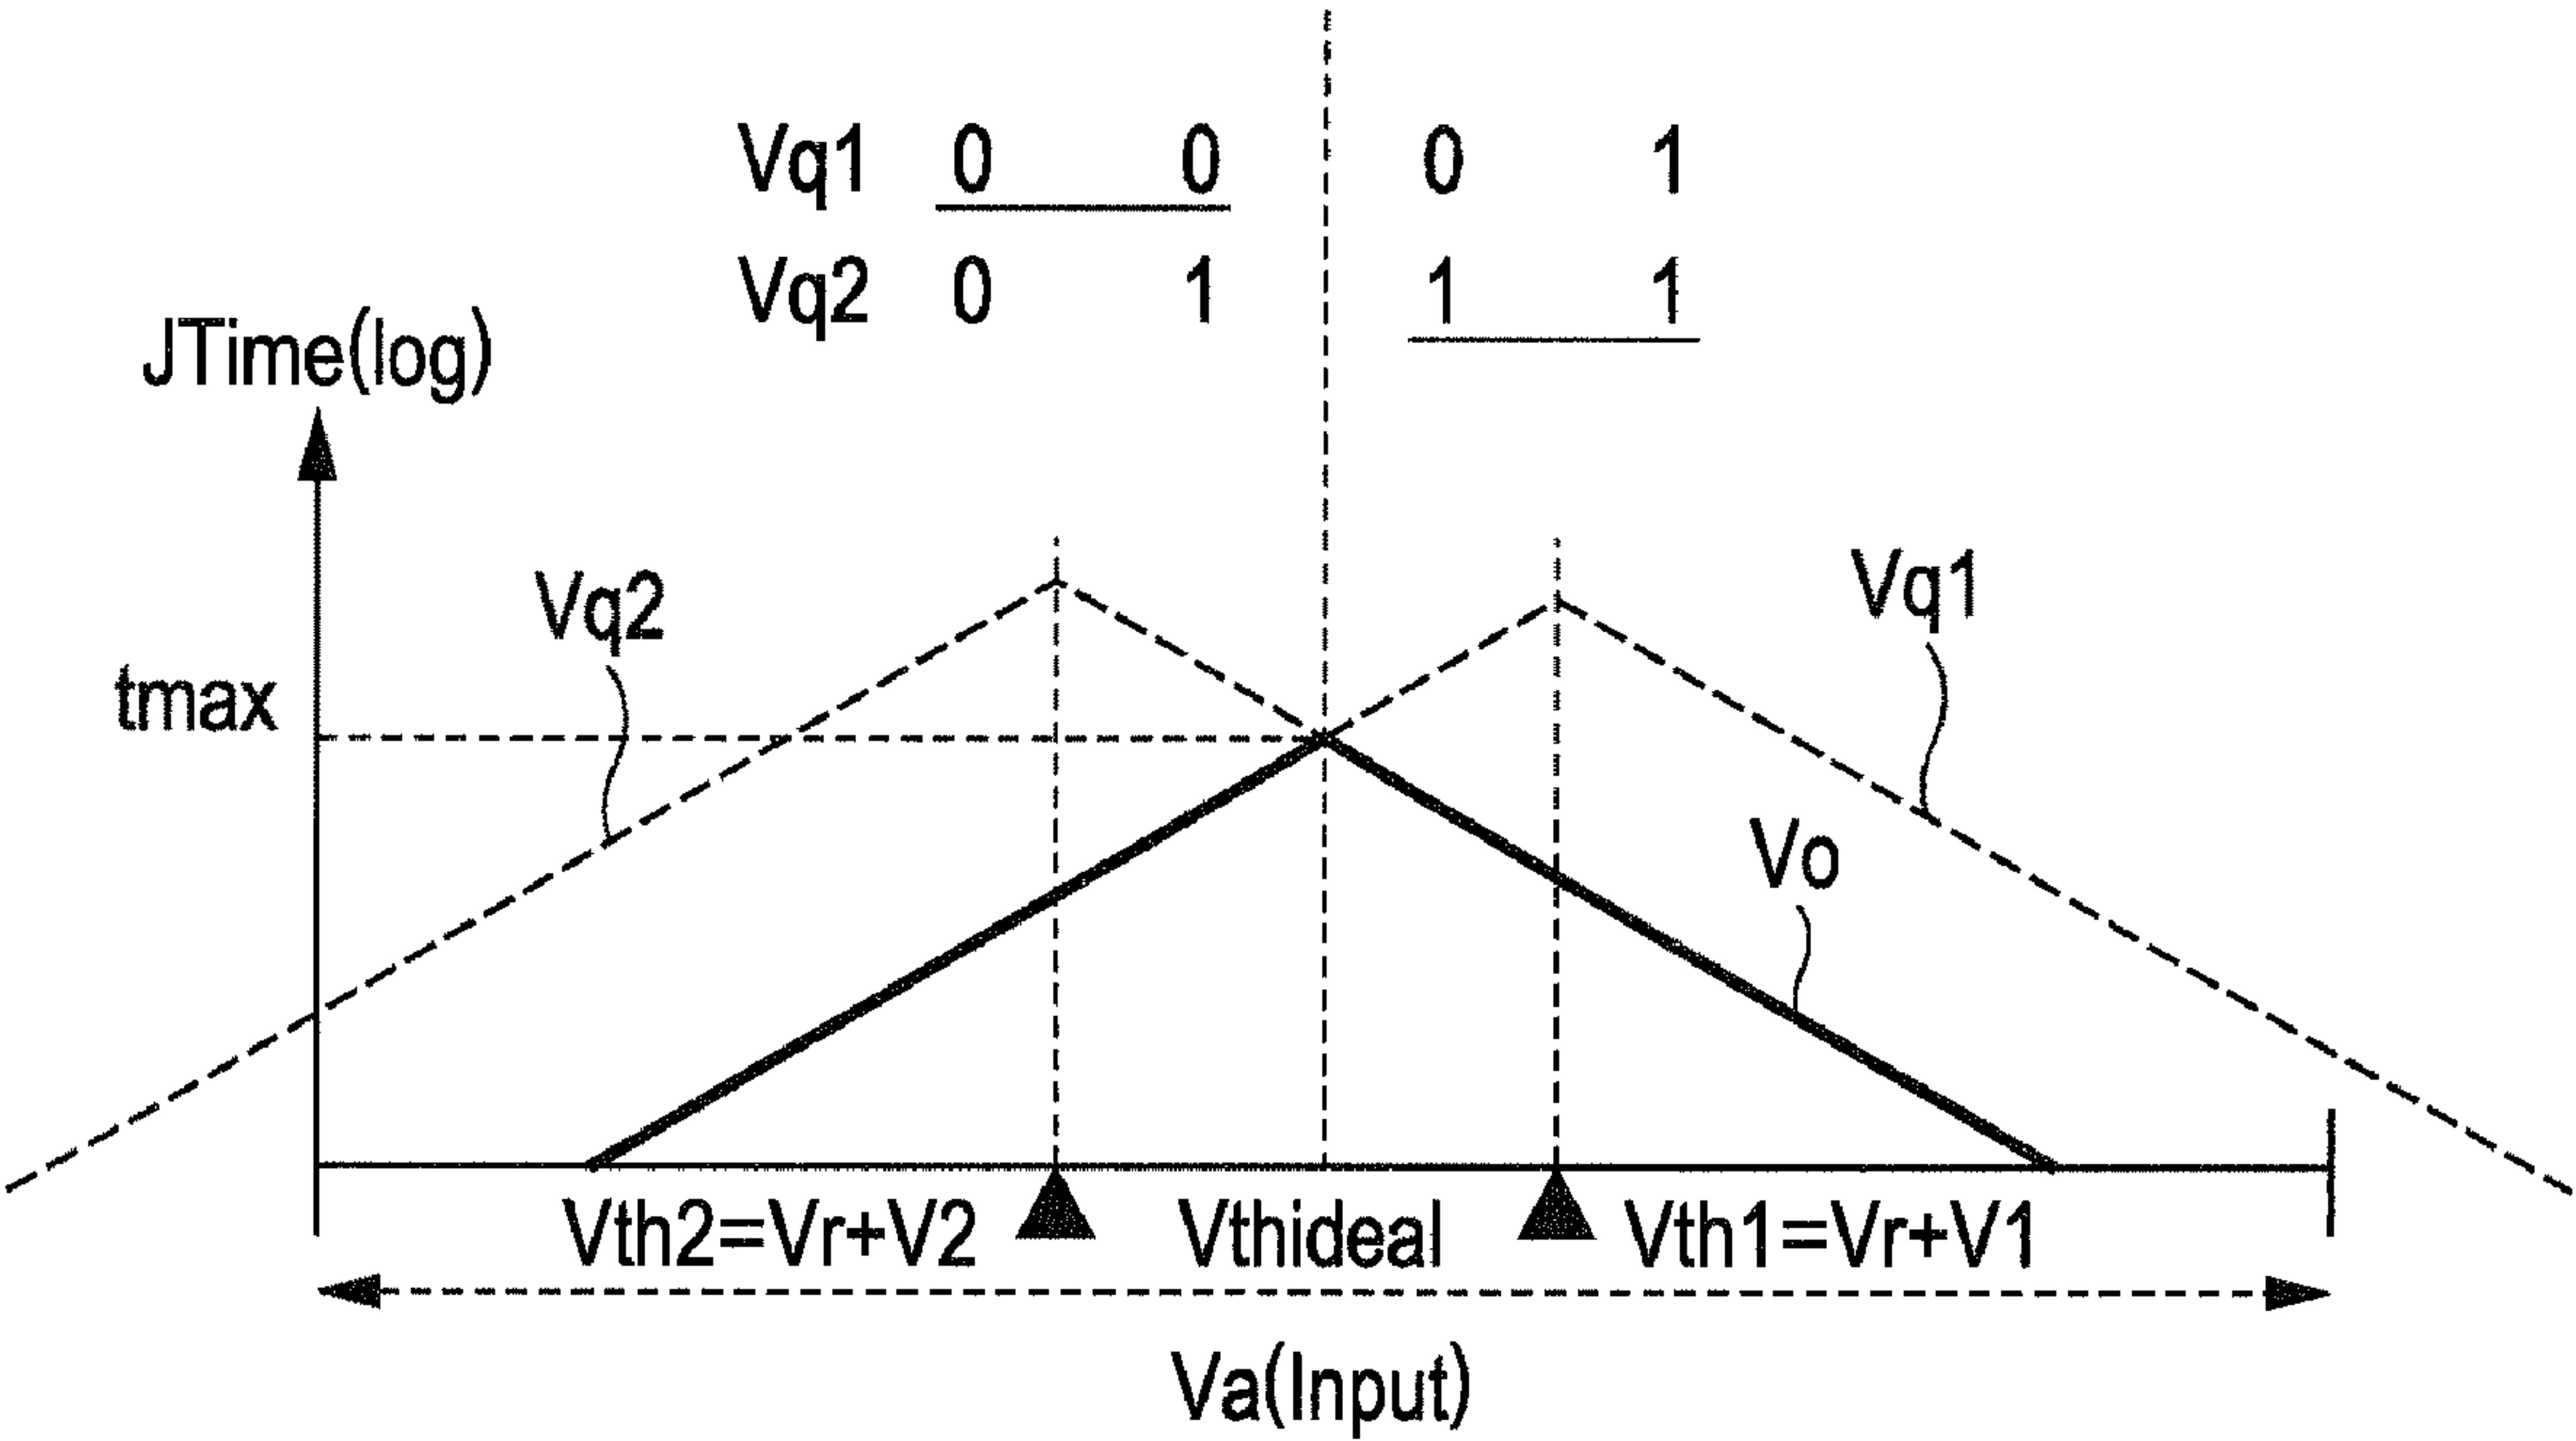 Vq1 0 0 0 1
Vq2 0 1 1 1
JTime(log)
Vq2
Vq1
tmax
Vo
Vth2=Vr+V2
Vthideal
Vth1=Vr+V1
Va(Input)